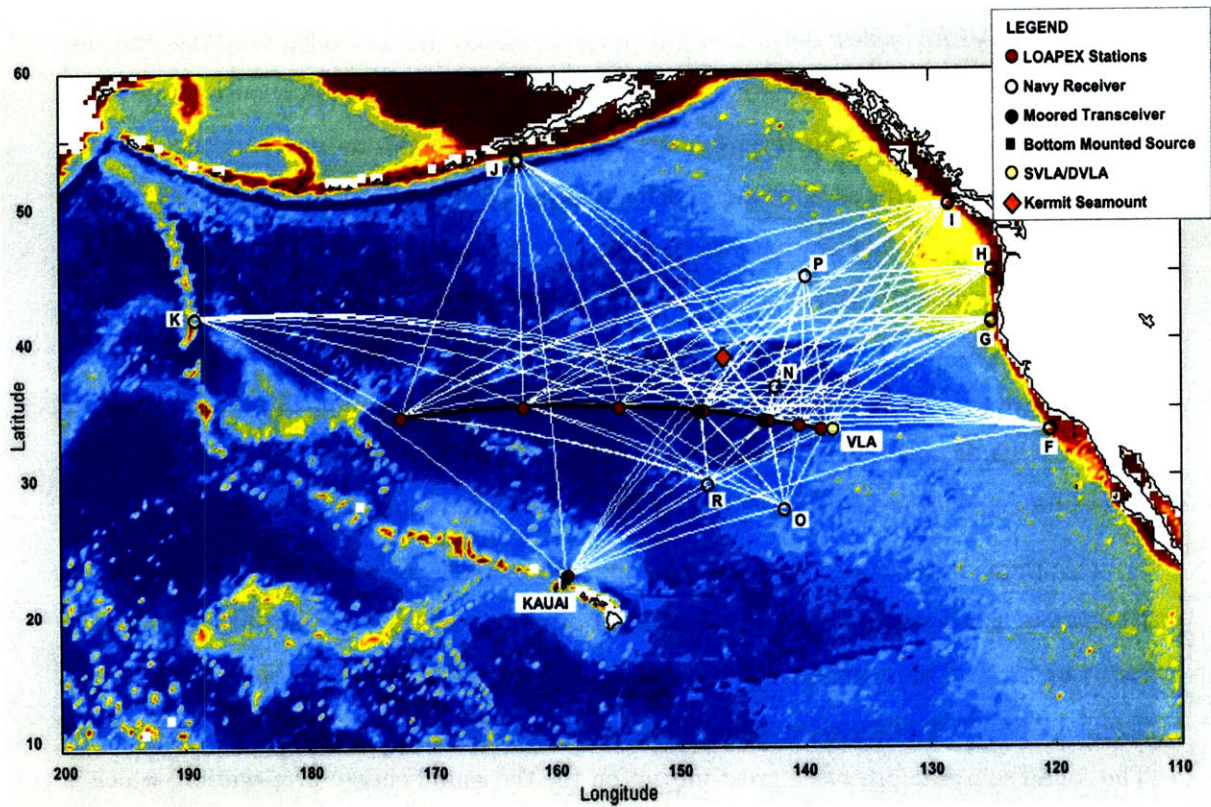 LEGEND
LOAPEX Stations
Navy Receiver
Moored Transceiver
Bottom Mounted Source
SVLA/DVLA
Kermit Seamount
60
50
40
30
20
10
Latitude
J
I
P
H
K
G
N
VLA
F
R
O
KAUAI
200 190 180 170 160 150 140 130 120 110
Longitude